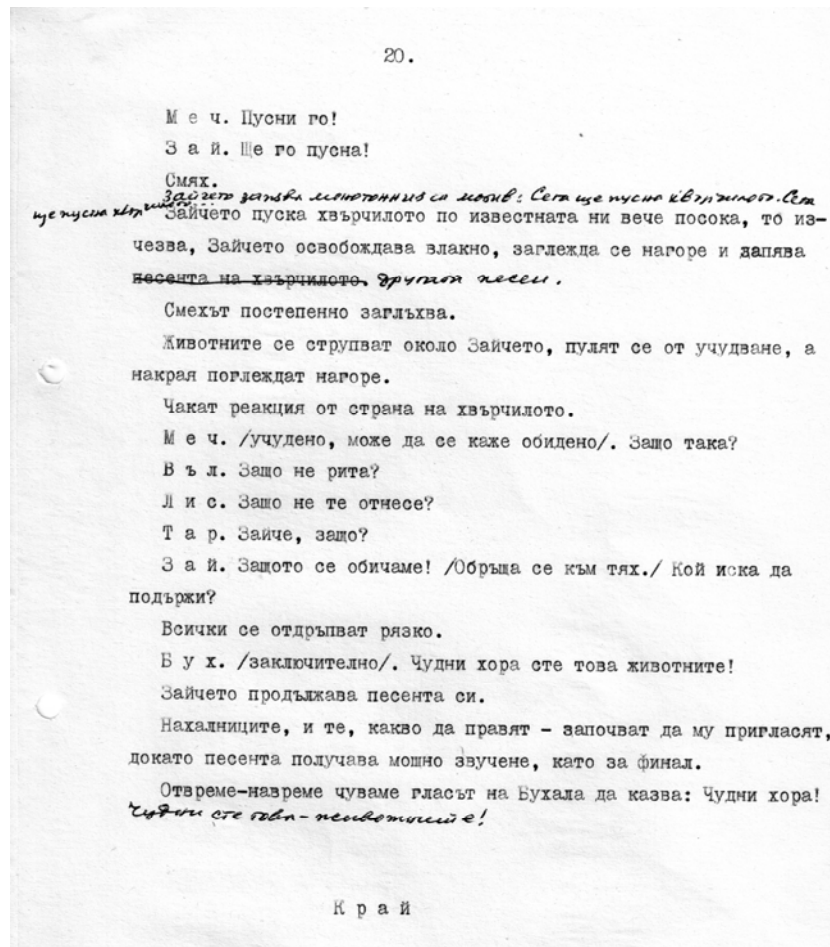 20.
М е ч. Пусни го!
З а й. Ще го пусна!
Смях.
Зайчето запява монотонния си мотив: Сега ще пусна хвърчилото. Сега
ще пусна хвърчилото...
Зайчето пуска хвърчилото по известната ни вече посока, то из-
чезва, Зайчето освобождава влакно, заглежда се нагоре и запява
песента на хвърчилото. другата песен.
Смехът постепенно заглъхва.
Животните се струпват около Зайчето, пулят се от учудване, а
накрая поглеждат нагоре.
Чакат реакция от страна на хвърчилото.
М е ч. /учудено, може да се каже обидено/. Защо така?
В ъ л. Защо не рита?
Л и с. Защо не те отнесе?
Т а р. Зайче, защо?
З а й. Защото се обичаме! /Обръща се към тях./ Кой иска да
подържи?
Всички се отдръпват рязко.
Б у х. /заключително/. Чудни хора сте това животните!
Зайчето продължава песента си.
Нахалниците, и те, какво да правят - започват да му пригласят,
докато песента получава мощно звучене, като за финал.
Отвреме-навреме чуваме гласът на Бухала да казва: Чудни хора!
Чудни сте това - животните!
К р а й